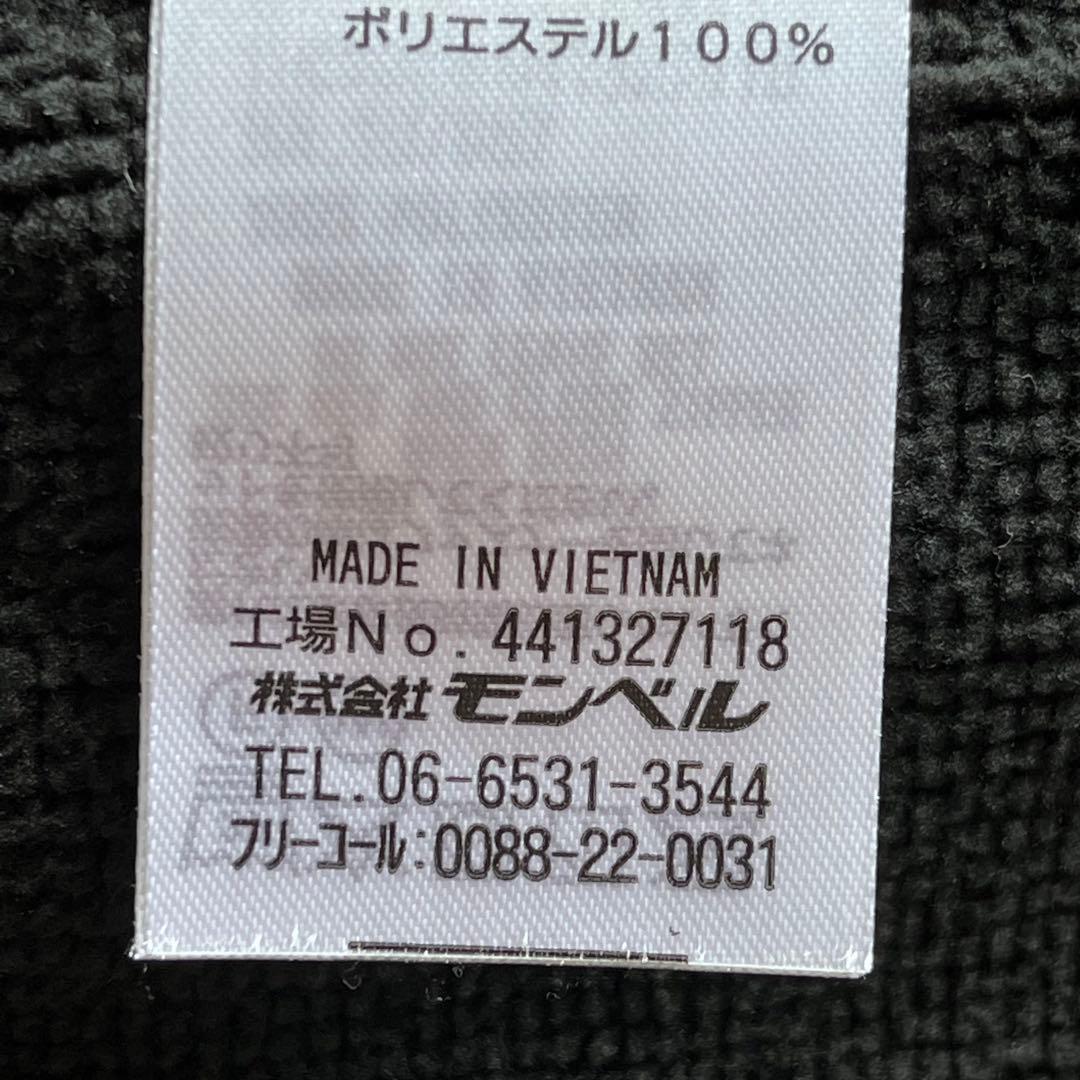 ポリエステル100%
MADE IN VIETNAM
工場No. 441327118
株式会社モンベル
TEL.06-6531-3544
フリーコール:0088-22-0031